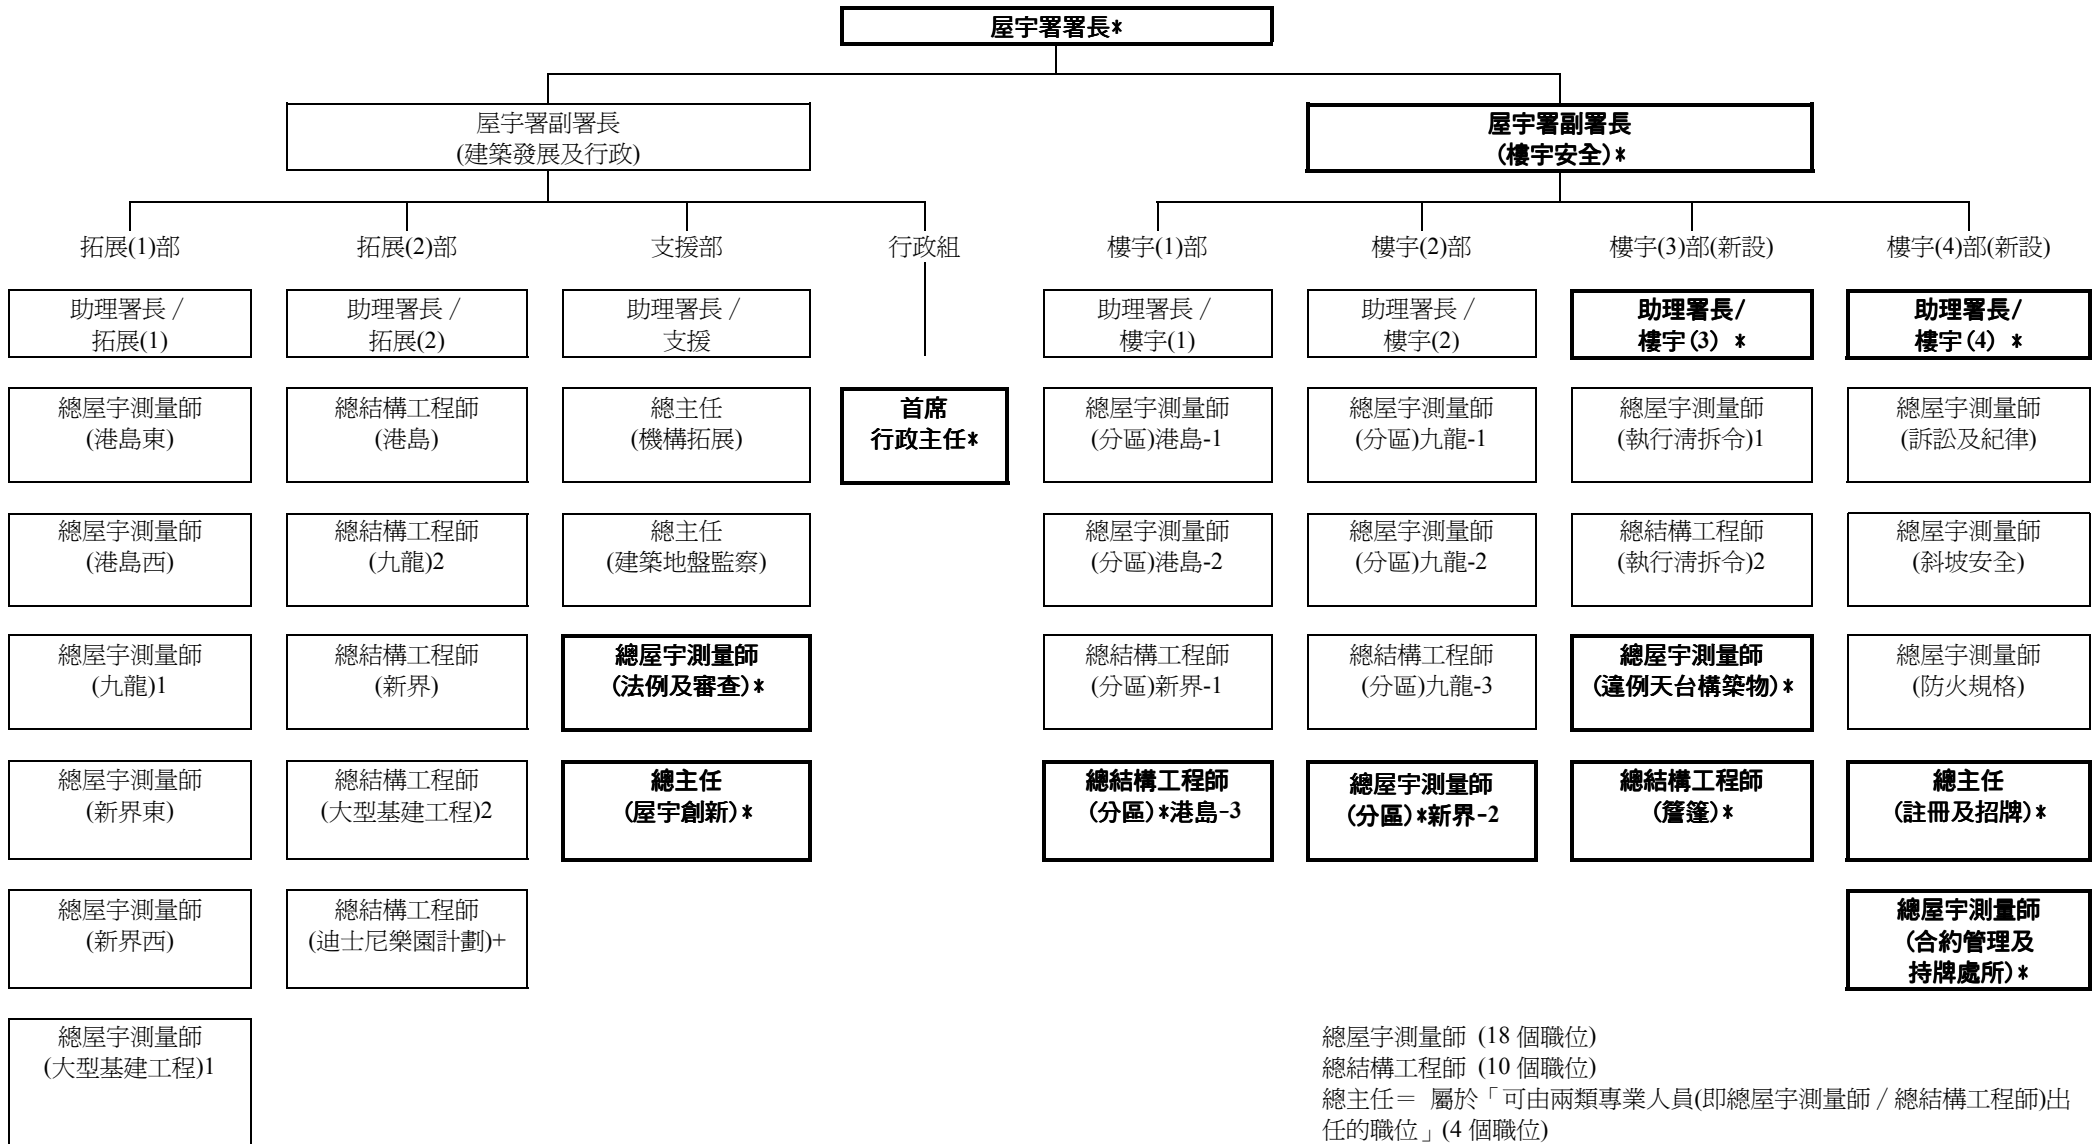 屋宇署署長*
屋宇署副署長
(建築發展及行政)
屋宇署副署長
(樓宇安全)*
拓展(1)部
拓展(2)部
支援部
行政組
樓宇(1)部
樓宇(2)部
樓宇(3)部(新設)
樓宇(4)部(新設)
助理署長/
拓展(1)
助理署長/
拓展(2)
助理署長/
支援
助理署長/
樓宇(1)
助理署長/
樓宇(2)
助理署長/
樓宇(3) *
助理署長/
樓宇(4) *
總屋宇測量師
(港島東)
總結構工程師
(港島)
總主任
(機構拓展)
首席
行政主任*
總屋宇測量師
(分區)港島-1
總屋宇測量師
(分區)九龍-1
總屋宇測量師
(執行清拆令)1
總屋宇測量師
(訴訟及紀律)
總屋宇測量師
(港島西)
總結構工程師
(九龍)2
總主任
(建築地盤監察)
總屋宇測量師
(分區)港島-2
總屋宇測量師
(分區)九龍-2
總結構工程師
(執行清拆令)2
總屋宇測量師
(斜坡安全)
總屋宇測量師
(九龍)1
總結構工程師
(新界)
總屋宇測量師
(法例及審查)*
總結構工程師
(分區)新界-1
總結構工程師
(分區)九龍-3
總屋宇測量師
(違例天台構築物)*
總屋宇測量師
(防火規格)
總屋宇測量師
(新界東)
總結構工程師
(大型基建工程)2
總主任
(屋宇創新)*
總結構工程師
(分區)*港島-3
總屋宇測量師
(分區)*新界-2
總結構工程師
(簷篷)*
總主任
(註冊及招牌)*
總屋宇測量師
(新界西)
總結構工程師
(迪士尼樂園計劃)+
總屋宇測量師
(合約管理及
持牌處所)*
總屋宇測量師
(大型基建工程)1
總屋宇測量師 (18 個職位)
總結構工程師 (10 個職位)
總主任＝ 屬於「可由兩類專業人員(即總屋宇測量師/總結構工程師)出
任的職位」(4 個職位)